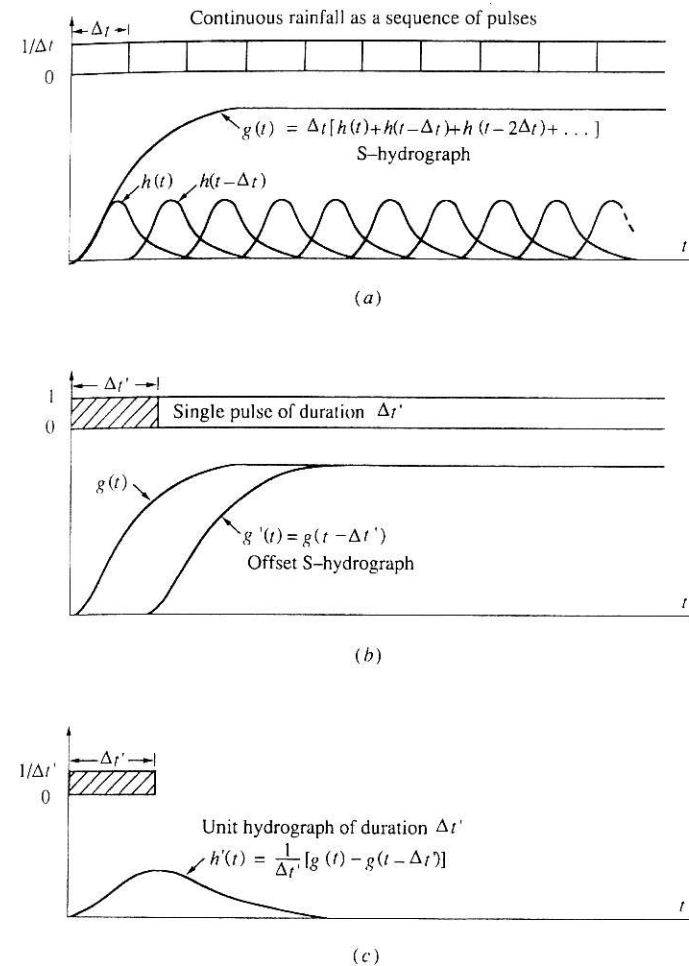 Continuous rainfall as a sequence of pulses
Δt
1/Δt
0
g(t) = Δt[h(t)+h(t−Δt)+h(t−2Δt)+...]
S–hydrograph
h(t)
h(t−Δt)
t
(a)
Δt'
1
Single pulse of duration Δt'
0
g(t)
g'(t)=g(t−Δt')
Offset S–hydrograph
t
(b)
Δt'
1/Δt'
0
Unit hydrograph of duration Δt'
h'(t) = 1/Δt' [g(t)−g(t−Δt')]
t
(c)